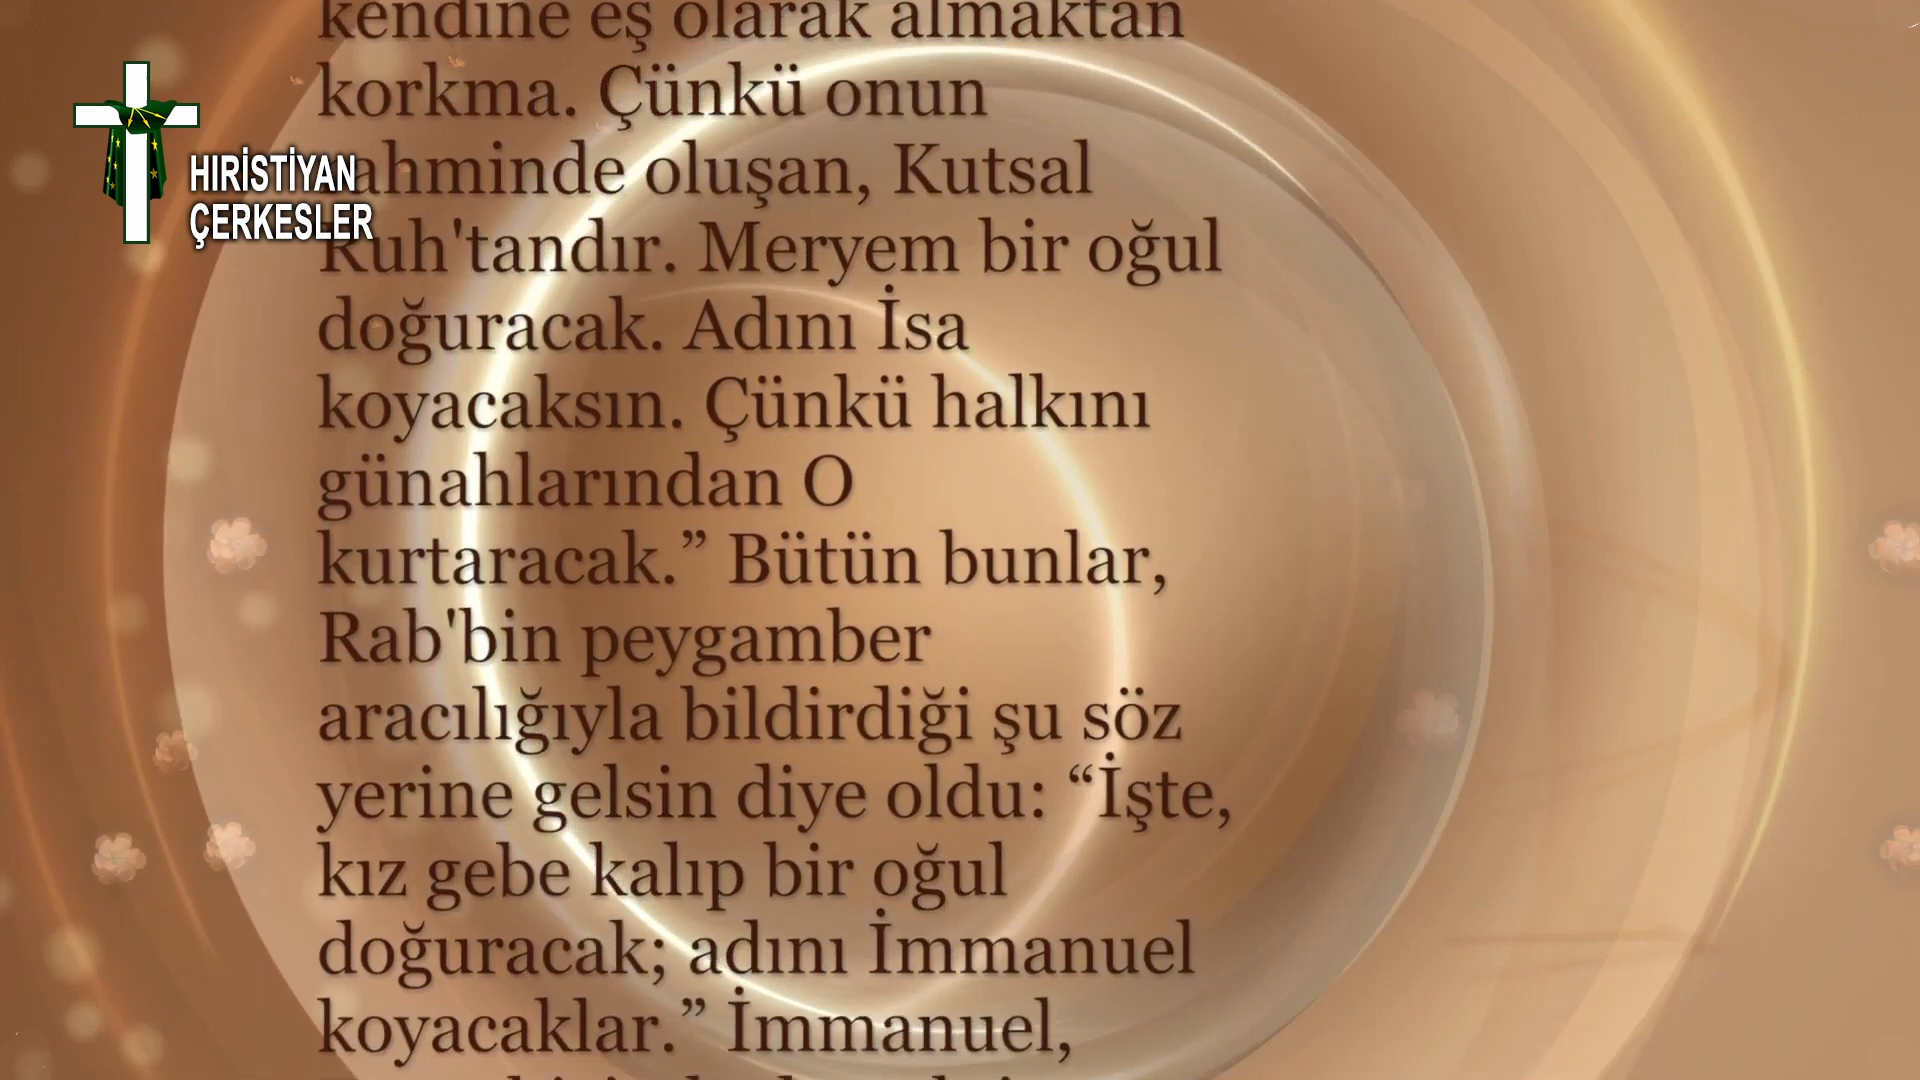 kendine eş olarak almaktan
korkma. Çünkü onun
rahminde oluşan, Kutsal
Ruh'tandır. Meryem bir oğul
doğuracak. Adını İsa
koyacaksın. Çünkü halkını
günahlarından O
kurtaracak.” Bütün bunlar,
Rab'bin peygamber
aracılığıyla bildirdiği şu söz
yerine gelsin diye oldu: “İşte,
kız gebe kalıp bir oğul
doğuracak; adını İmmanuel
koyacaklar.” İmmanuel,
HIRİSTİYAN
ÇERKESLER